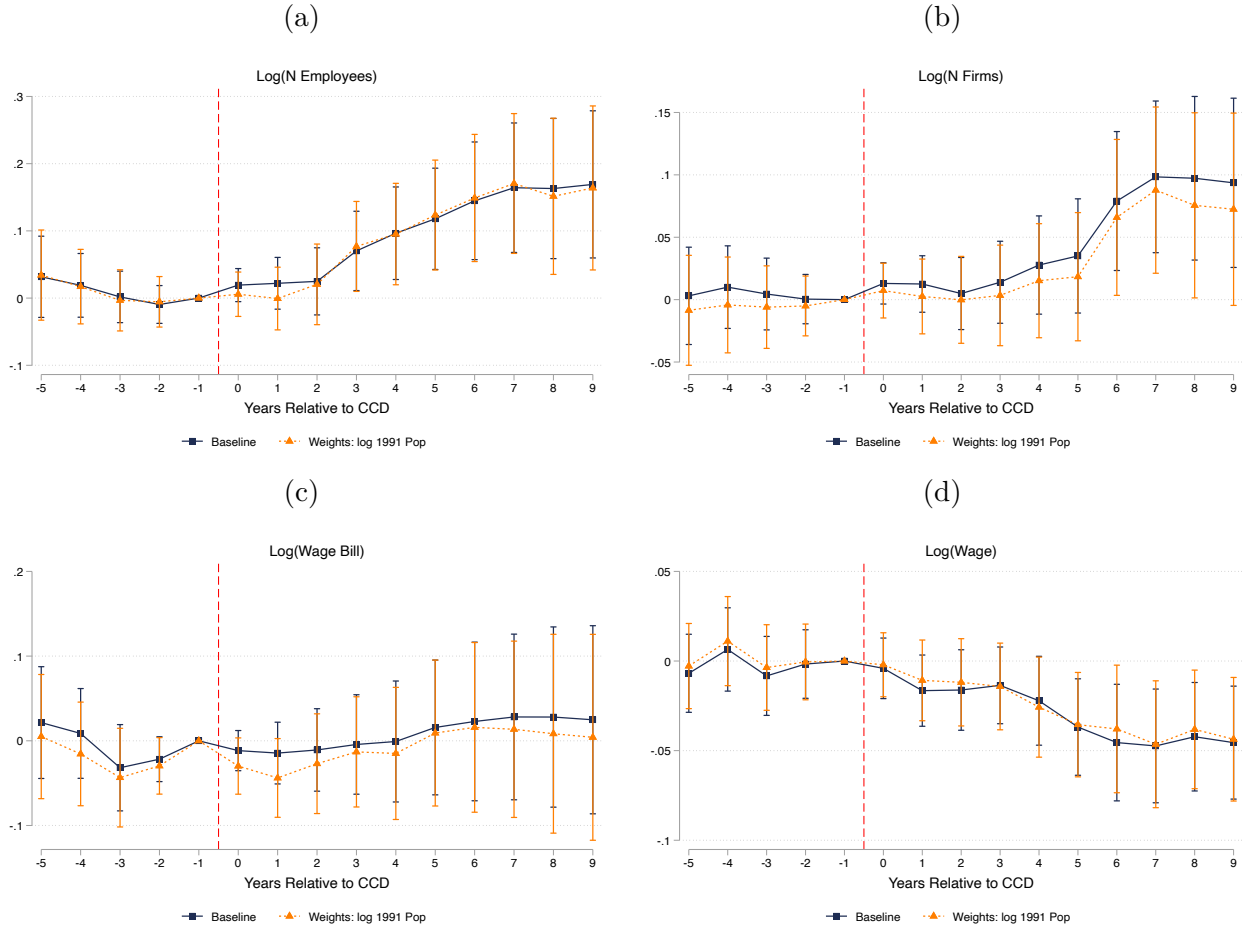 (a)
Log(N Employees)
.3
.2
.1
0
-.1
-5 -4 -3 -2 -1 0 1 2 3 4 5 6 7 8 9
Years Relative to CCD
Baseline Weights: log 1991 Pop
(b)
Log(N Firms)
.15
.1
.05
0
-.05
-5 -4 -3 -2 -1 0 1 2 3 4 5 6 7 8 9
Years Relative to CCD
Baseline Weights: log 1991 Pop
(c)
Log(Wage Bill)
.2
.1
0
-.1
-5 -4 -3 -2 -1 0 1 2 3 4 5 6 7 8 9
Years Relative to CCD
Baseline Weights: log 1991 Pop
(d)
Log(Wage)
.05
0
-.05
-.1
-5 -4 -3 -2 -1 0 1 2 3 4 5 6 7 8 9
Years Relative to CCD
Baseline Weights: log 1991 Pop